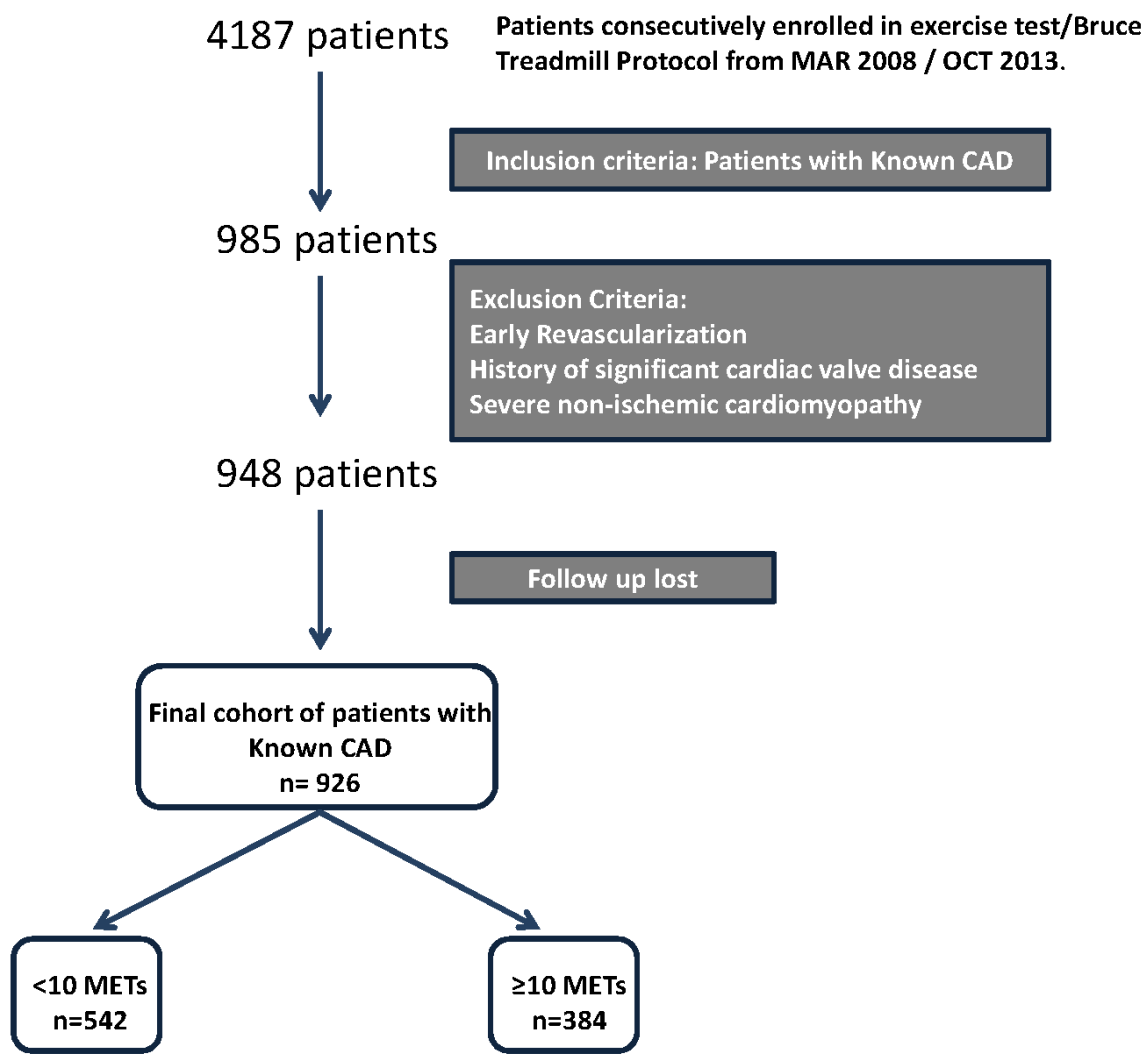 4187 patients
Patients consecutively enrolled in exercise test/Bruce
Treadmill Protocol from MAR 2008 / OCT 2013.
Inclusion criteria: Patients with Known CAD
985 patients
Exclusion Criteria:
Early Revascularization
History of significant cardiac valve disease
Severe non-ischemic cardiomyopathy
948 patients
Follow up lost
Final cohort of patients with
Known CAD
n= 926
<10 METs
n=542
≥10 METs
n=384